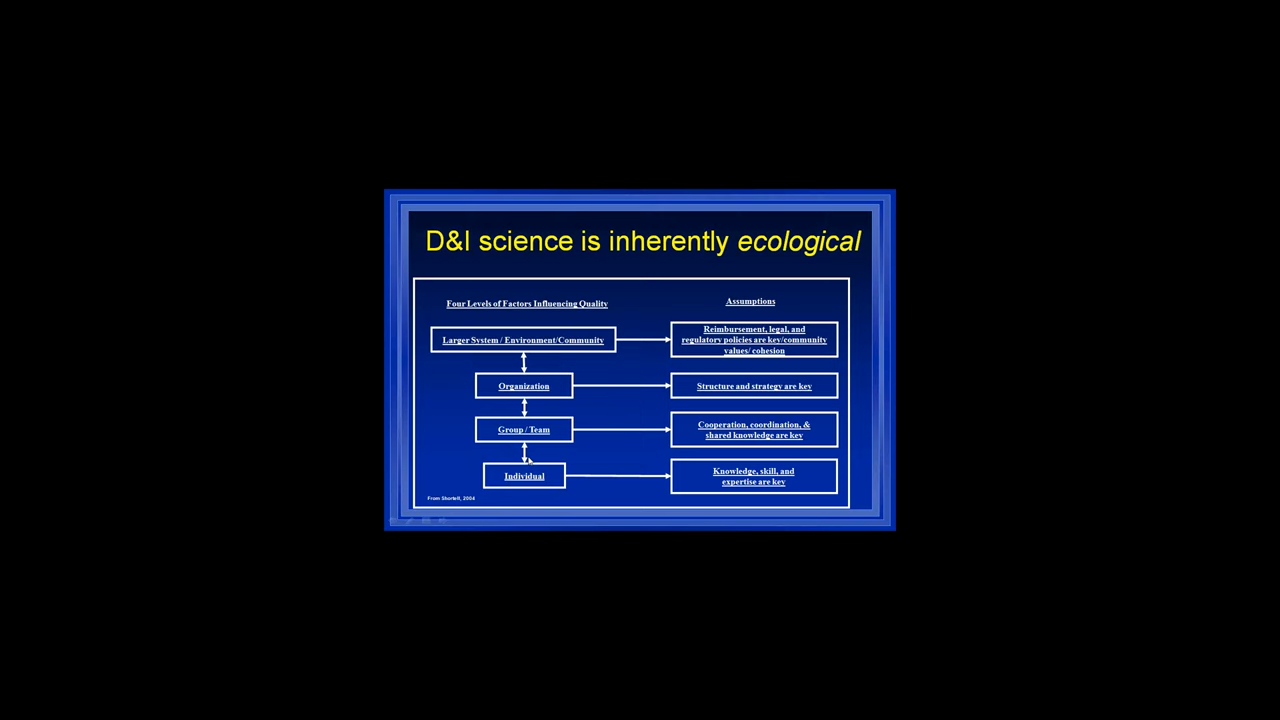 D&I science is inherently ecological
Four Levels of Factors Influencing Quality
Assumptions
Larger System / Environment/Community
Reimbursement, legal, and
regulatory policies are key/community
values/ cohesion
Organization
Structure and strategy are key
Group / Team
Cooperation, coordination, &
shared knowledge are key
Individual
Knowledge, skill, and
expertise are key
From Shortell, 2004